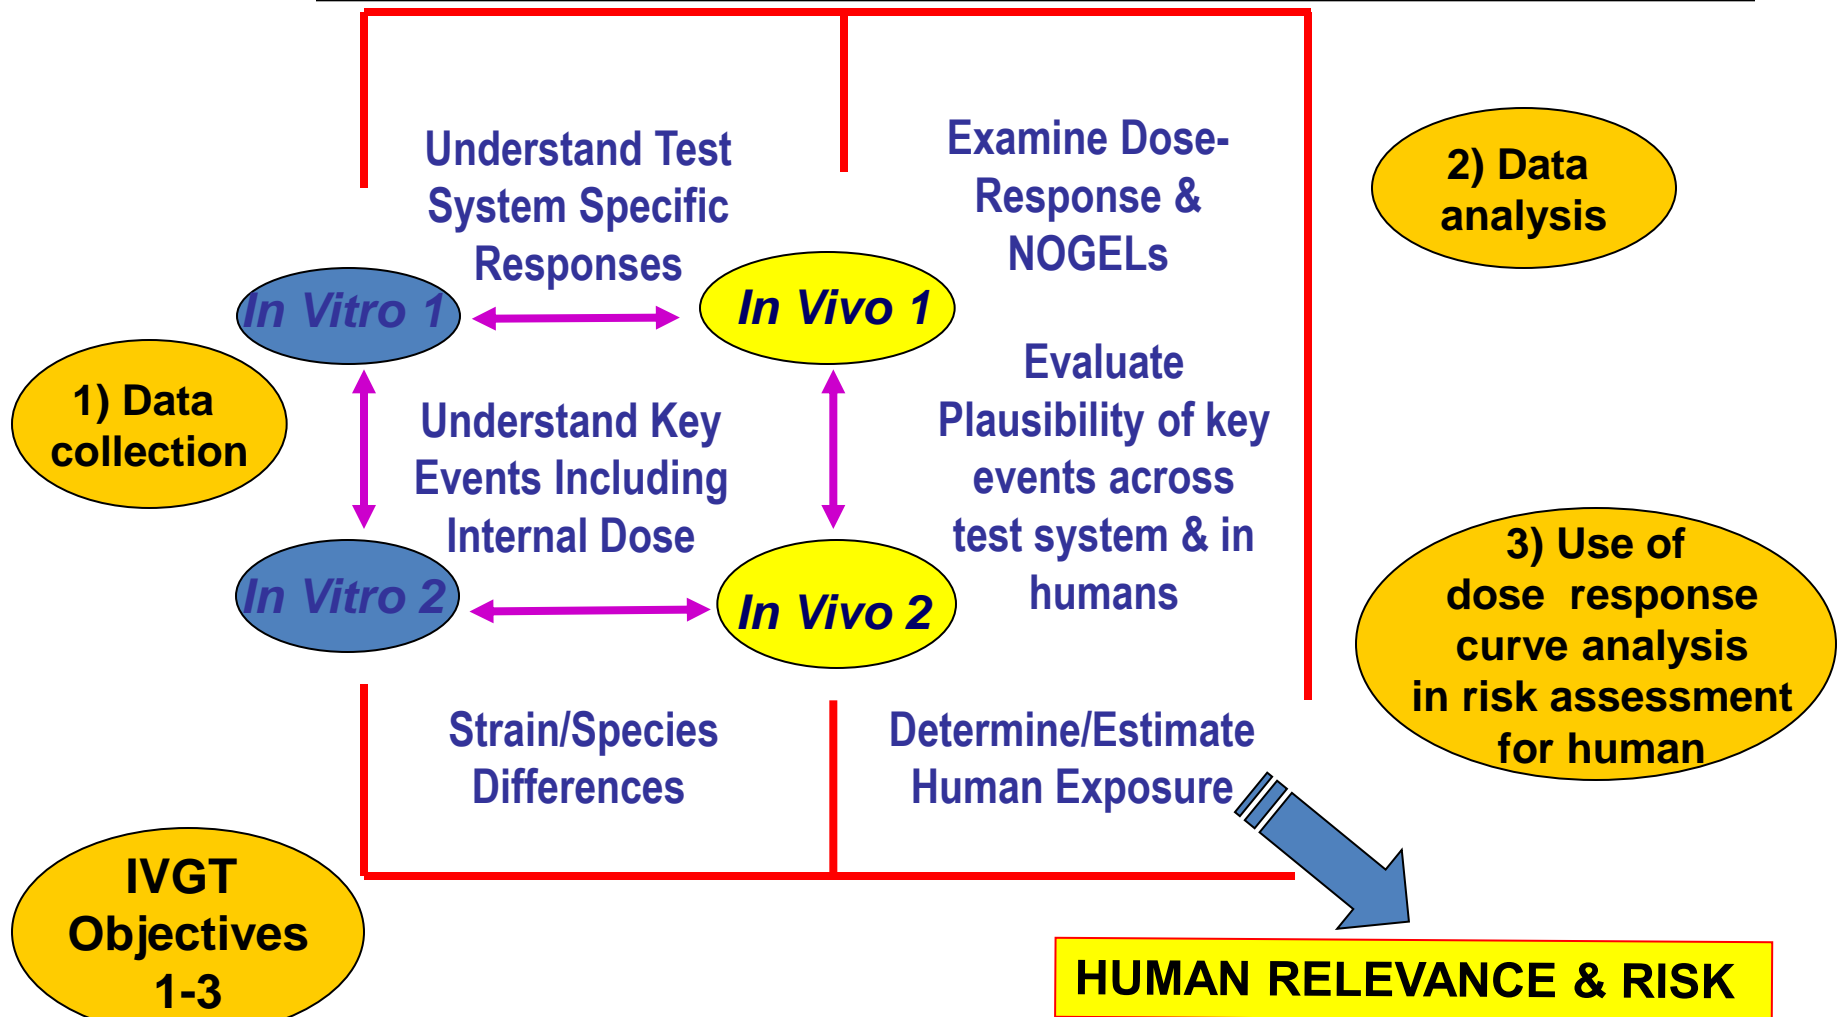 Understand Test
System Specific
Responses
Examine Dose-
Response &
NOGELs
2) Data
analysis
In Vitro 1
In Vivo 1
1) Data
collection
Understand Key
Events Including
Internal Dose
Evaluate
Plausibility of key
events across
test system & in
humans
In Vitro 2
In Vivo 2
3) Use of
dose response
curve analysis
in risk assessment
for human
Strain/Species
Differences
Determine/Estimate
Human Exposure
IVGT
Objectives
1-3
HUMAN RELEVANCE & RISK